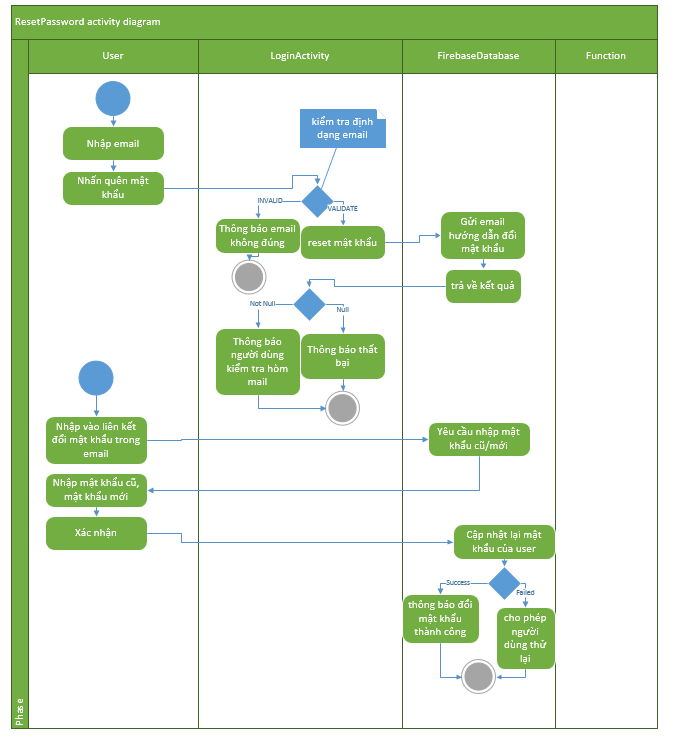 ResetPassword activity diagram
User
LoginActivity
FirebaseDatabase
Function
Phase
kiểm tra định
dạng email
Nhập email
Nhấn quên mật
khẩu
INVALID
VALIDATE
Thông báo email
không đúng
reset mật khẩu
Gửi email
hướng dẫn đổi
mật khẩu
trả về kết quả
Not Null
Null
Thông báo
người dùng
kiểm tra hòm
mail
Thông báo thất
bại
Nhập vào liên kết
đổi mật khẩu trong
email
Yêu cầu nhập mật
khẩu cũ/mới
Nhập mật khẩu cũ,
mật khẩu mới
Xác nhận
Cập nhật lại mật
khẩu của user
Success
Failed
thông báo đổi
mật khẩu
thành công
cho phép
người
dùng thử
lại